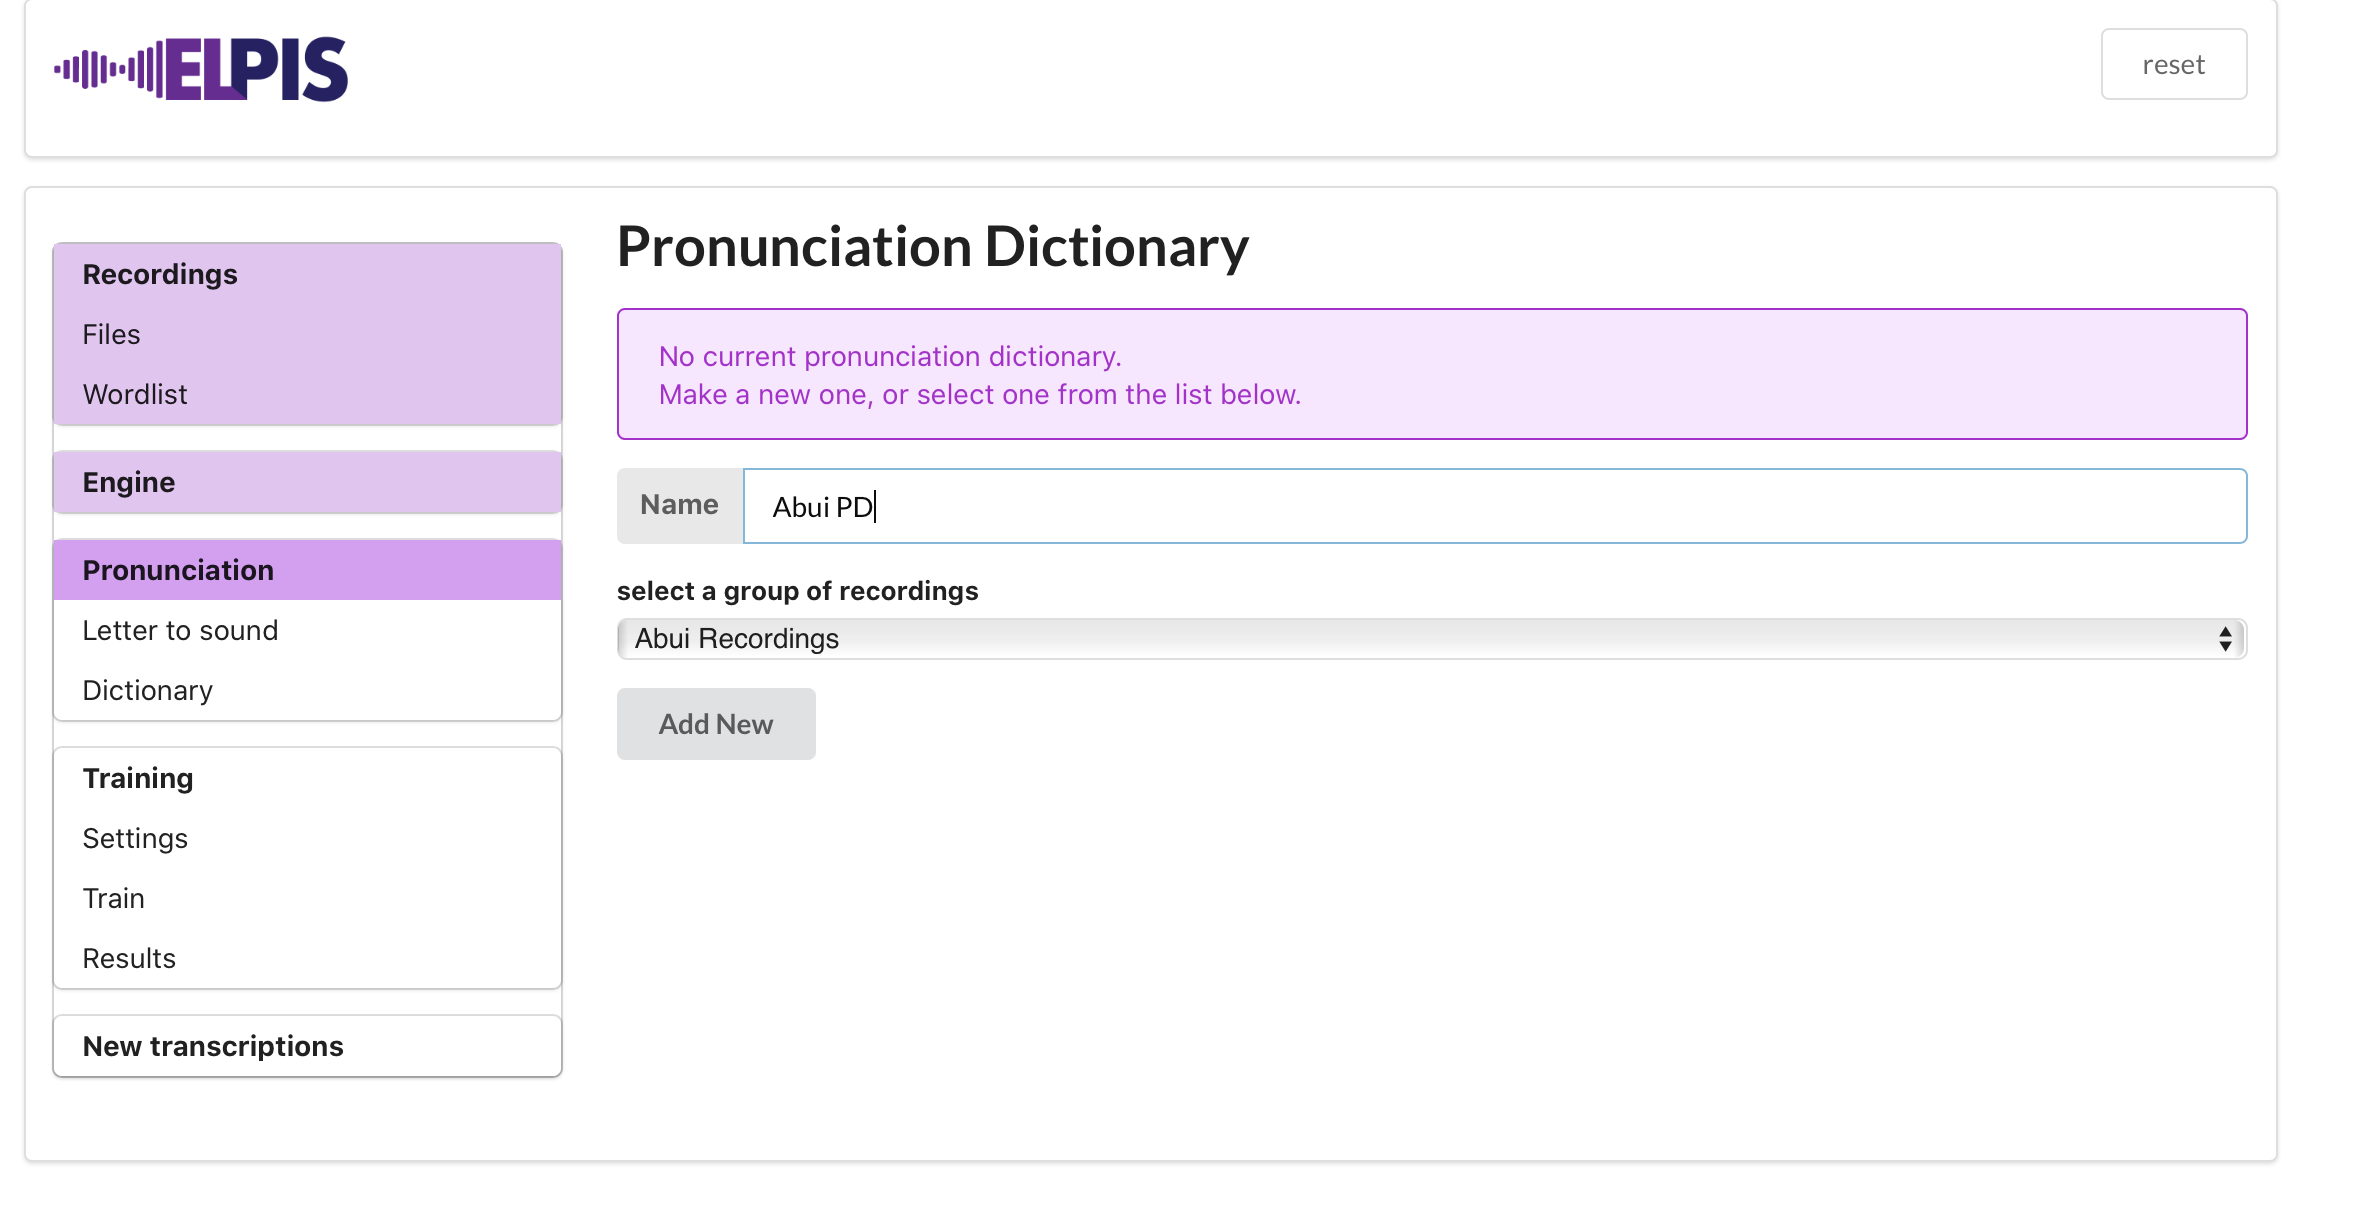 ELPIS
reset
Recordings
Files
Wordlist
Engine
Pronunciation
Letter to sound
Dictionary
Training
Settings
Train
Results
New transcriptions
Pronunciation Dictionary
No current pronunciation dictionary.
Make a new one, or select one from the list below.
Name
Abui PD
select a group of recordings
Abui Recordings
Add New